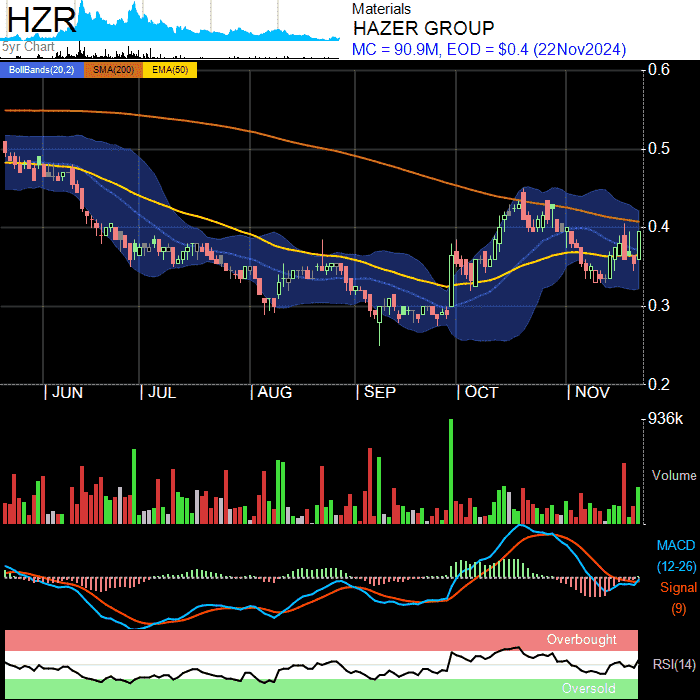 HZR
5yr Chart
Materials
HAZER GROUP
MC = 90.9M, EOD = $0.4 (22Nov2024)
BollBands(20,2) SMA(200) EMA(50)
0.6
0.5
0.4
0.3
0.2
JUN JUL AUG SEP OCT NOV
936k
Volume
MACD
(12-26)
Signal
(9)
Overbought
RSI(14)
Oversold